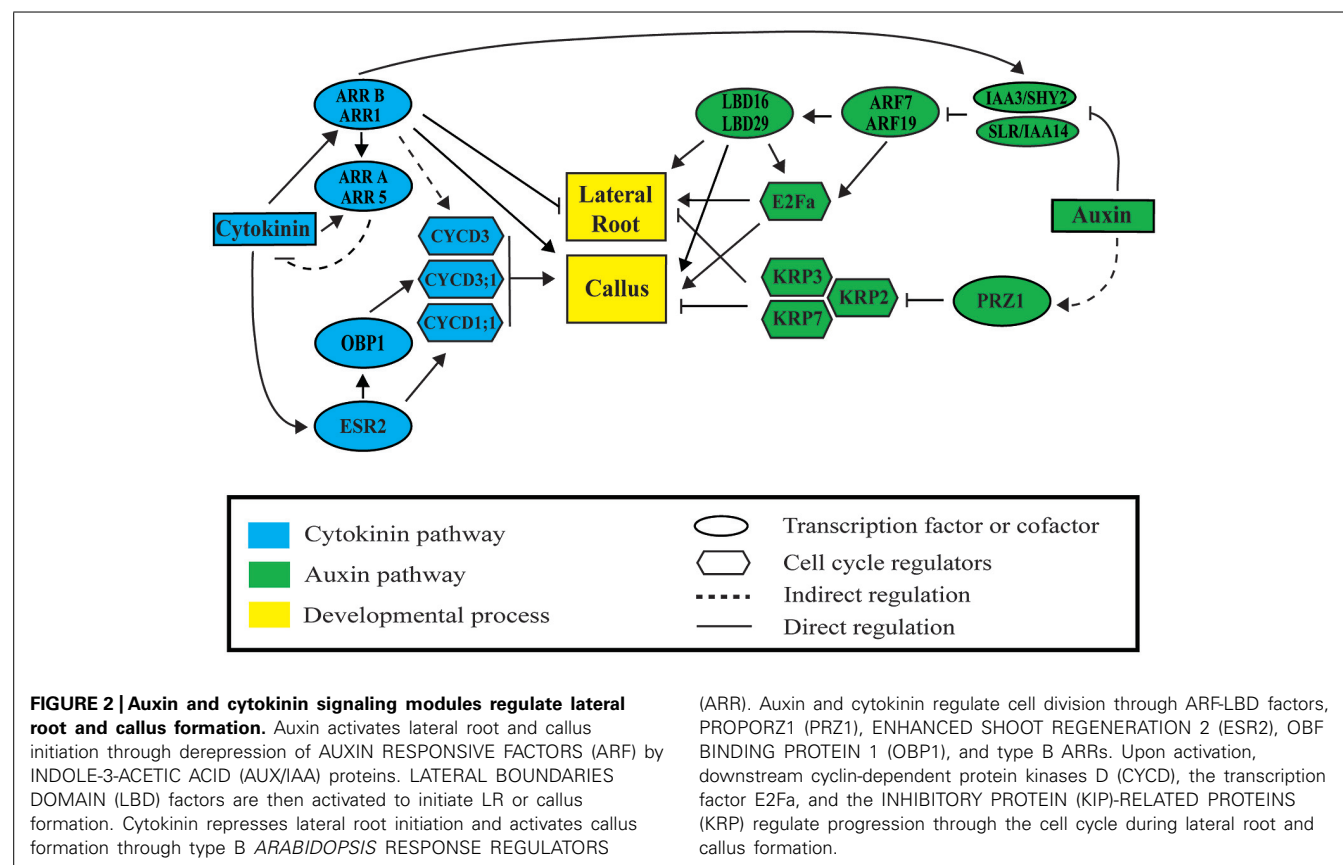 ARR B
ARR1
ARR A
ARR 5
Cytokinin
CYCD3
CYCD3;1
CYCD1;1
OBP1
ESR2
Lateral
Root
Callus
LBD16
LBD29
ARF7
ARF19
IAA3/SHY2
SLR/IAA14
E2Fa
Auxin
KRP3
KRP2
KRP7
PRZ1
Cytokinin pathway
Auxin pathway
Developmental process
Transcription factor or cofactor
Cell cycle regulators
Indirect regulation
Direct regulation
FIGURE 2 | Auxin and cytokinin signaling modules regulate lateral
root and callus formation. Auxin activates lateral root and callus
initiation through derepression of AUXIN RESPONSIVE FACTORS (ARF) by
INDOLE-3-ACETIC ACID (AUX/IAA) proteins. LATERAL BOUNDARIES
DOMAIN (LBD) factors are then activated to initiate LR or callus
formation. Cytokinin represses lateral root initiation and activates callus
formation through type B ARABIDOPSIS RESPONSE REGULATORS
(ARR). Auxin and cytokinin regulate cell division through ARF-LBD factors,
PROPORZ1 (PRZ1), ENHANCED SHOOT REGENERATION 2 (ESR2), OBF
BINDING PROTEIN 1 (OBP1), and type B ARRs. Upon activation,
downstream cyclin-dependent protein kinases D (CYCD), the transcription
factor E2Fa, and the INHIBITORY PROTEIN (KIP)-RELATED PROTEINS
(KRP) regulate progression through the cell cycle during lateral root and
callus formation.